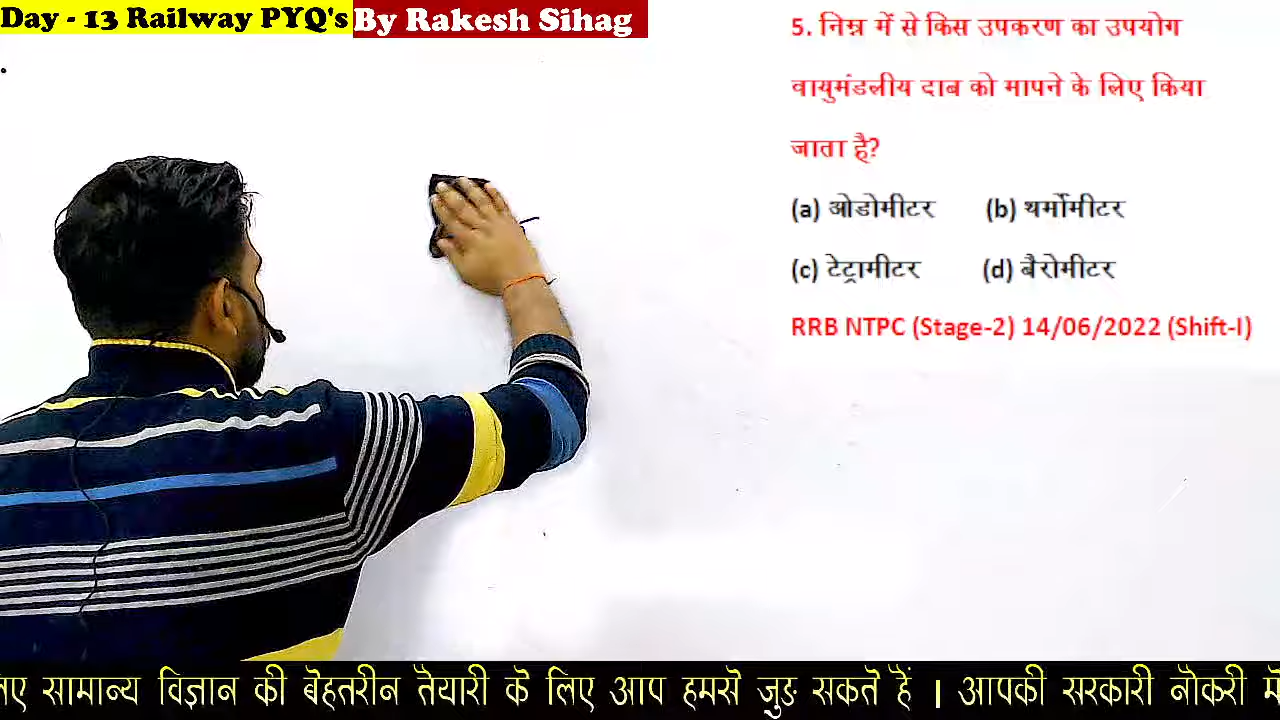 Day - 13 Railway PYQ's By Rakesh Sihag
5. निम्न में से किस उपकरण का उपयोग
वायुमंडलीय दाब को मापने के लिए किया
जाता है?
(a) ओडोमीटर (b) थर्मोमीटर
(c) टेट्रामीटर (d) बैरोमीटर
RRB NTPC (Stage-2) 14/06/2022 (Shift-I)
सामान्य विज्ञान की बेहतरीन तैयारी के लिए आप हमसे जुड़ सकते हैं । आपकी सरकारी नौकरी